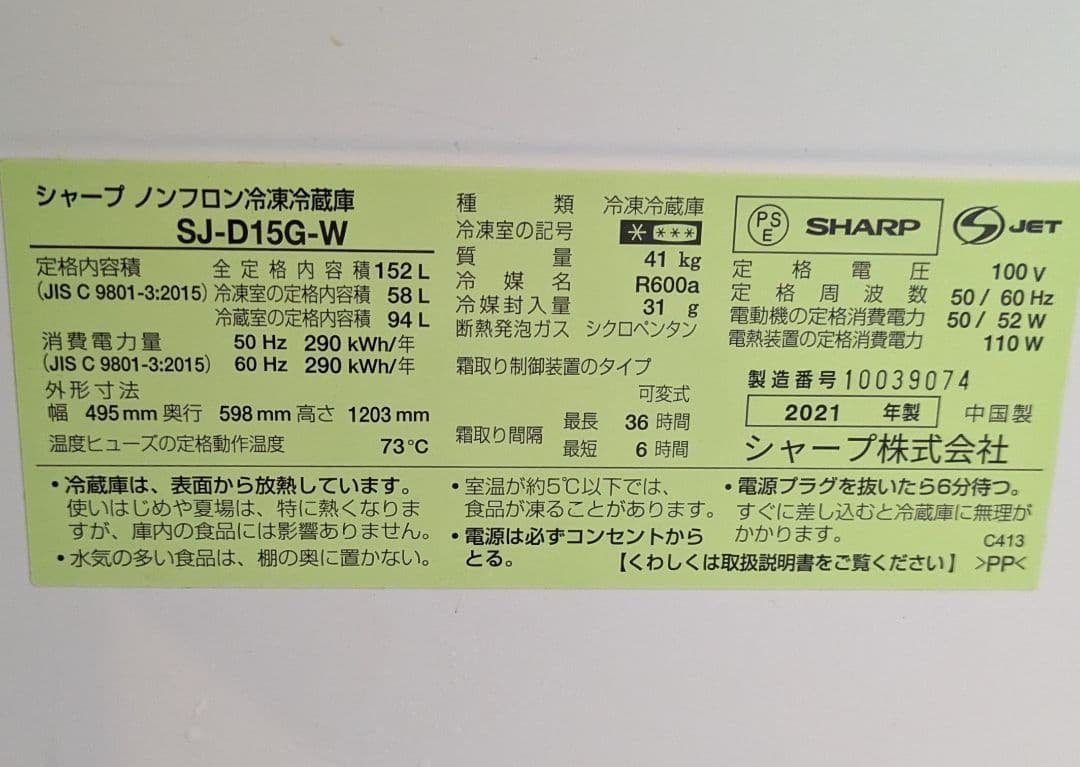 シャープ ノンフロン冷凍冷蔵庫
SJ-D15G-W
定格内容積 全定格内容積 152 L
(JIS C 9801-3:2015) 冷凍室の定格内容積 58 L
冷蔵室の定格内容積 94 L
消費電力量 50 Hz 290 kWh/年
(JIS C 9801-3:2015) 60 Hz 290 kWh/年
外形寸法
幅 495 mm 奥行 598 mm 高さ 1203 mm
温度ヒューズの定格動作温度 73℃
種類 冷凍冷蔵庫
冷凍室の記号 * ***
質量 41 kg
冷媒名 R600a
冷媒封入量 31 g
断熱発泡ガス シクロペンタン
霜取り制御装置のタイプ
可変式
霜取り間隔 最長 36 時間
最短 6 時間
PSE SHARP JET
定格電圧 100 V
定格周波数 50 / 60 Hz
電動機の定格消費電力 50 / 52 W
電熱装置の定格消費電力 110 W
製造番号 10039074
2021 年製 中国製
シャープ株式会社
・冷蔵庫は、表面から放熱しています。
使いはじめや夏場は、特に熱くなりま
すが、庫内の食品には影響ありません。
・水気の多い食品は、棚の奥に置かない。
・室温が約5℃以下では、
食品が凍ることがあります。
・電源は必ずコンセントから
とる。
・電源プラグを抜いたら6分待つ。
すぐに差し込むと冷蔵庫に無理が
かかります。
C413
【くわしくは取扱説明書をご覧ください】 >PP<